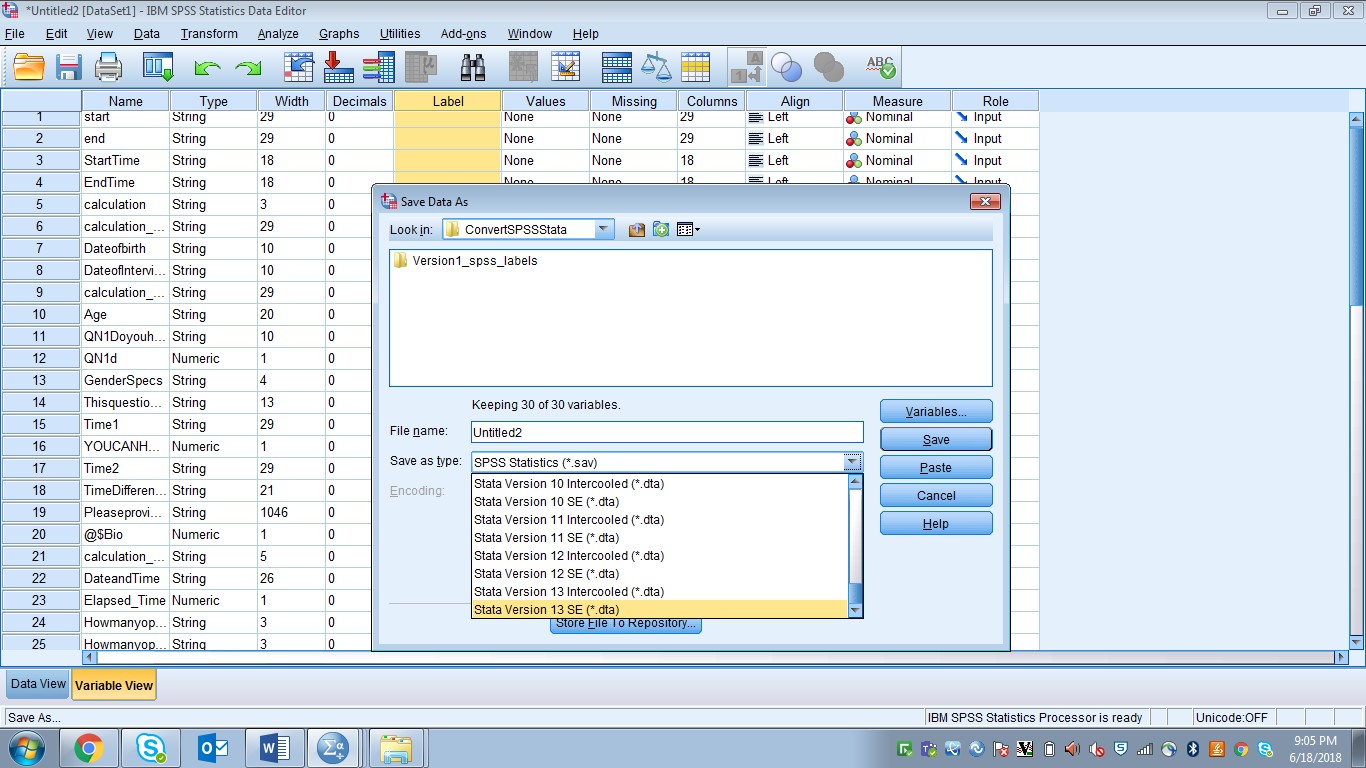 *Untitled2 [DataSet1] - IBM SPSS Statistics Data Editor
File Edit View Data Transform Analyze Graphs Utilities Add-ons Window Help
Name Type Width Decimals Label Values Missing Columns Align Measure Role
1 start String 29 0 None None 29 Left Nominal Input
2 end String 29 0 None None 29 Left Nominal Input
3 StartTime String 18 0 None None 18 Left Nominal Input
4 EndTime String 18 0 None None 18 Left Nominal Input
5 calculation String 3 0
6 calculation_... String 29 0
7 Dateofbirth String 10 0
8 DateofIntervi... String 10 0
9 calculation_... String 29 0
10 Age String 20 0
11 QN1Doyouh... String 10 0
12 QN1d Numeric 1 0
13 GenderSpecs String 4 0
14 Thisquestio... String 13 0
15 Time1 String 29 0
16 YOUCANH... Numeric 1 0
17 Time2 String 29 0
18 TimeDifferen... String 21 0
19 Pleaseprovi... String 1046 0
20 @$Bio Numeric 1 0
21 calculation_... String 5 0
22 DateandTime String 26 0
23 Elapsed_Time Numeric 1 0
24 Howmanyop... String 3 0
25 Howmanyop... String 3 0
Save Data As
Look in: ConvertSPSSStata
Version1_spss_labels
Keeping 30 of 30 variables.
File name: Untitled2
Save as type: SPSS Statistics (*.sav)
Encoding:
Stata Version 10 Intercooled (*.dta)
Stata Version 10 SE (*.dta)
Stata Version 11 Intercooled (*.dta)
Stata Version 11 SE (*.dta)
Stata Version 12 Intercooled (*.dta)
Stata Version 12 SE (*.dta)
Stata Version 13 Intercooled (*.dta)
Stata Version 13 SE (*.dta)
Store File To Repository...
Variables...
Save
Paste
Cancel
Help
Data View Variable View
Save As... IBM SPSS Statistics Processor is ready Unicode:OFF
9:05 PM
6/18/2018